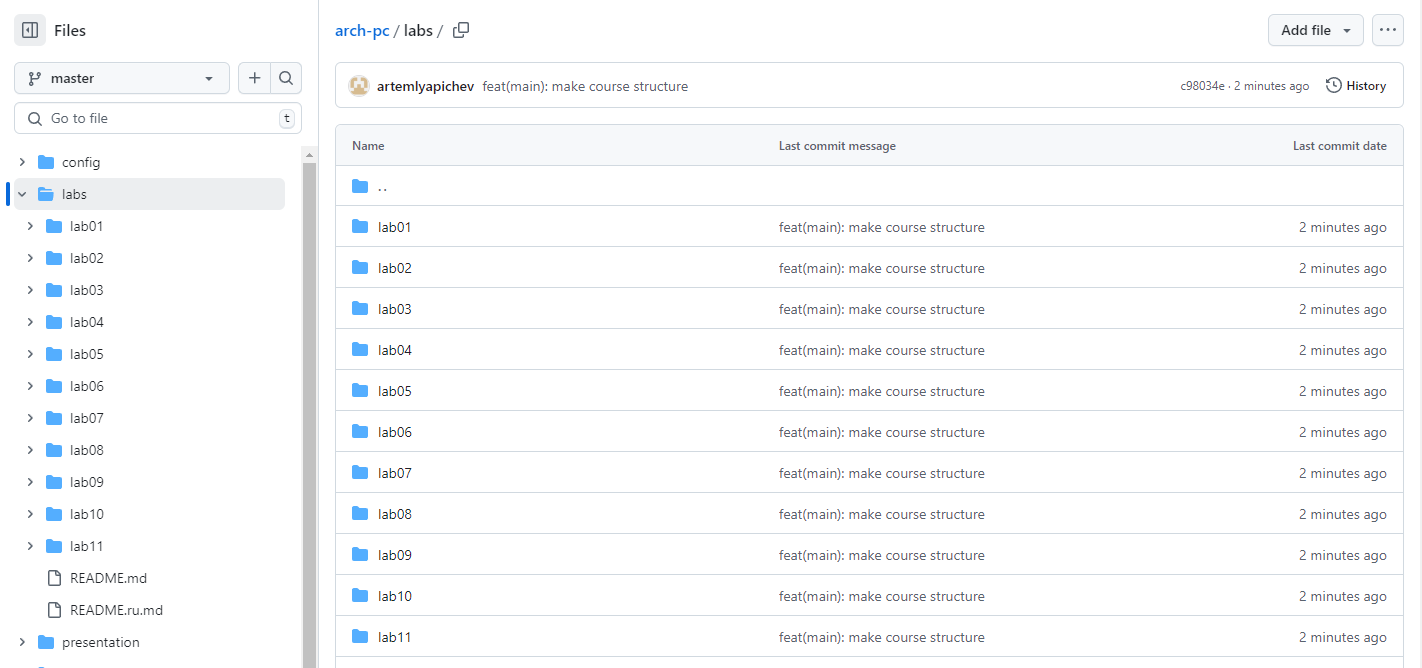 Files
master
Go to file
t
config
labs
lab01
lab02
lab03
lab04
lab05
lab06
lab07
lab08
lab09
lab10
lab11
README.md
README.ru.md
presentation
arch-pc / labs /
Add file
artemlyapichev feat(main): make course structure
c98034e · 2 minutes ago
History
Name Last commit message Last commit date
..
lab01 feat(main): make course structure 2 minutes ago
lab02 feat(main): make course structure 2 minutes ago
lab03 feat(main): make course structure 2 minutes ago
lab04 feat(main): make course structure 2 minutes ago
lab05 feat(main): make course structure 2 minutes ago
lab06 feat(main): make course structure 2 minutes ago
lab07 feat(main): make course structure 2 minutes ago
lab08 feat(main): make course structure 2 minutes ago
lab09 feat(main): make course structure 2 minutes ago
lab10 feat(main): make course structure 2 minutes ago
lab11 feat(main): make course structure 2 minutes ago